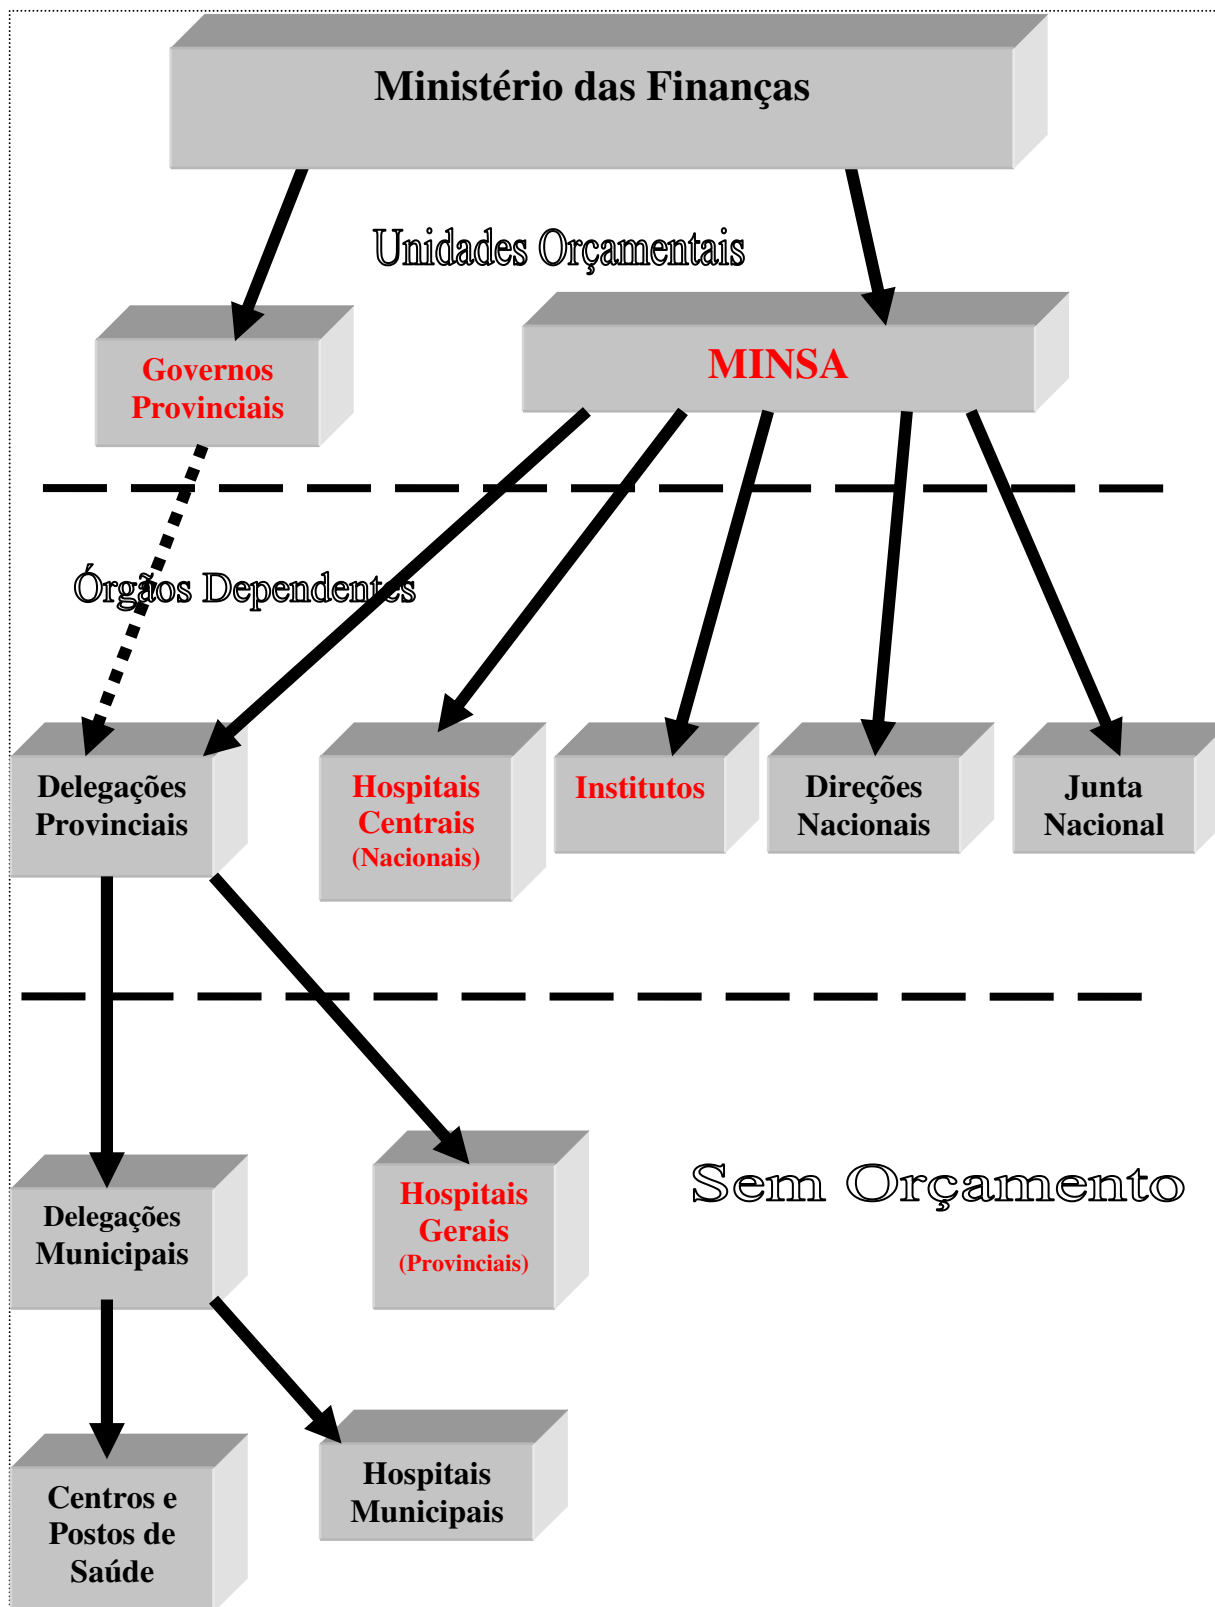 Ministério das Finanças
Unidades Orçamentais
Governos
Provinciais
MINSA
Órgãos Dependentes
Delegações
Provinciais
Hospitais
Centrais
(Nacionais)
Institutos
Direções
Nacionais
Junta
Nacional
Sem Orçamento
Delegações
Municipais
Hospitais
Gerais
(Provinciais)
Centros e
Postos de
Saúde
Hospitais
Municipais